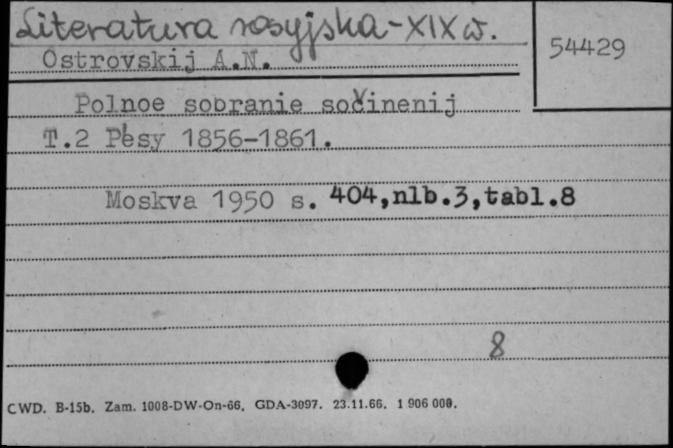 Literatura rosyjska-XIX w.
54429
Ostrovskij A.N.
Polnoe sobranie sočinenij
T.2 P'esy 1856-1861.
Moskva 1950 s. 404,nlb.3,tabl.8
8
CWD. B-15b. Zam. 1008-DW-On-66. GDA-3097. 23.11.66. 1 906 000.